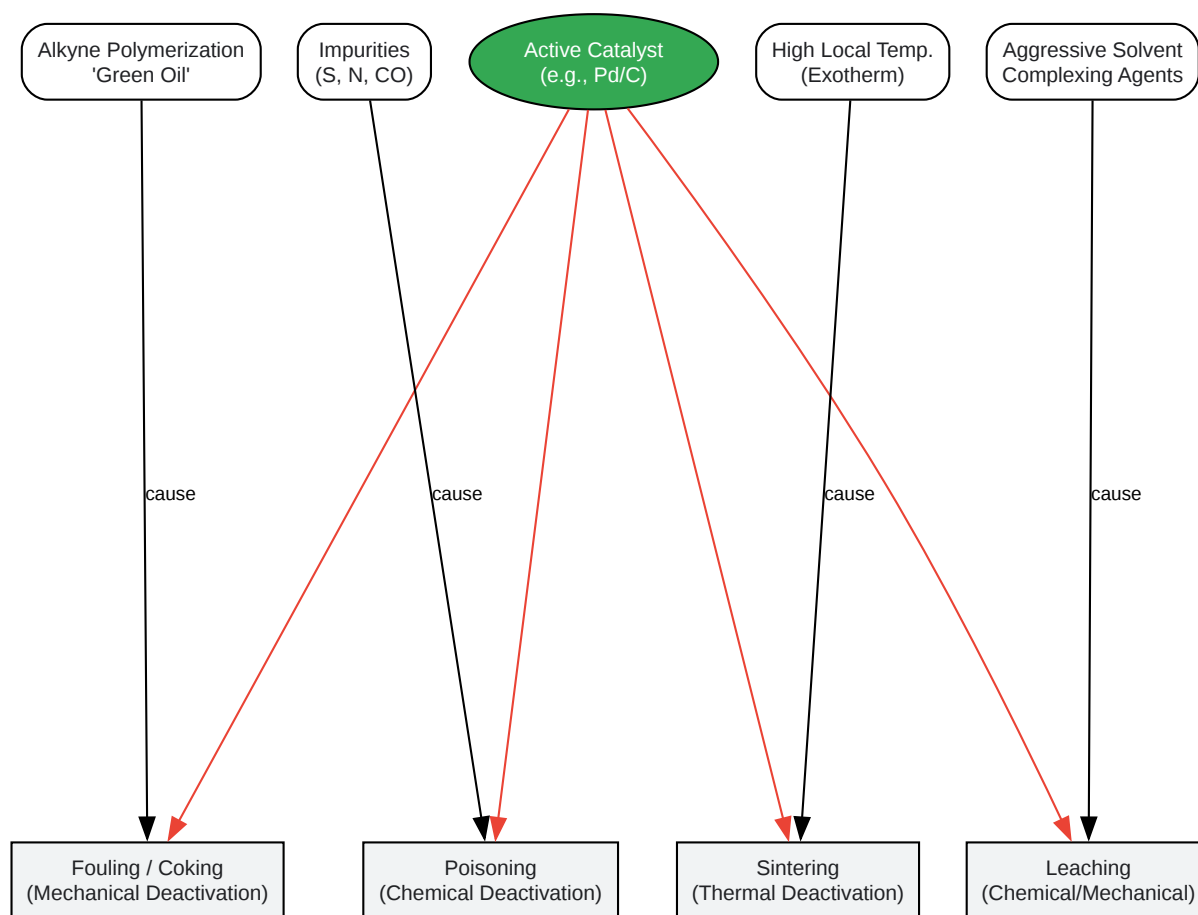 Alkyne Polymerization
'Green Oil'
Impurities
(S, N, CO)
Active Catalyst
(e.g., Pd/C)
High Local Temp.
(Exotherm)
Aggressive Solvent
Complexing Agents
cause
cause
cause
cause
Fouling / Coking
(Mechanical Deactivation)
Poisoning
(Chemical Deactivation)
Sintering
(Thermal Deactivation)
Leaching
(Chemical/Mechanical)